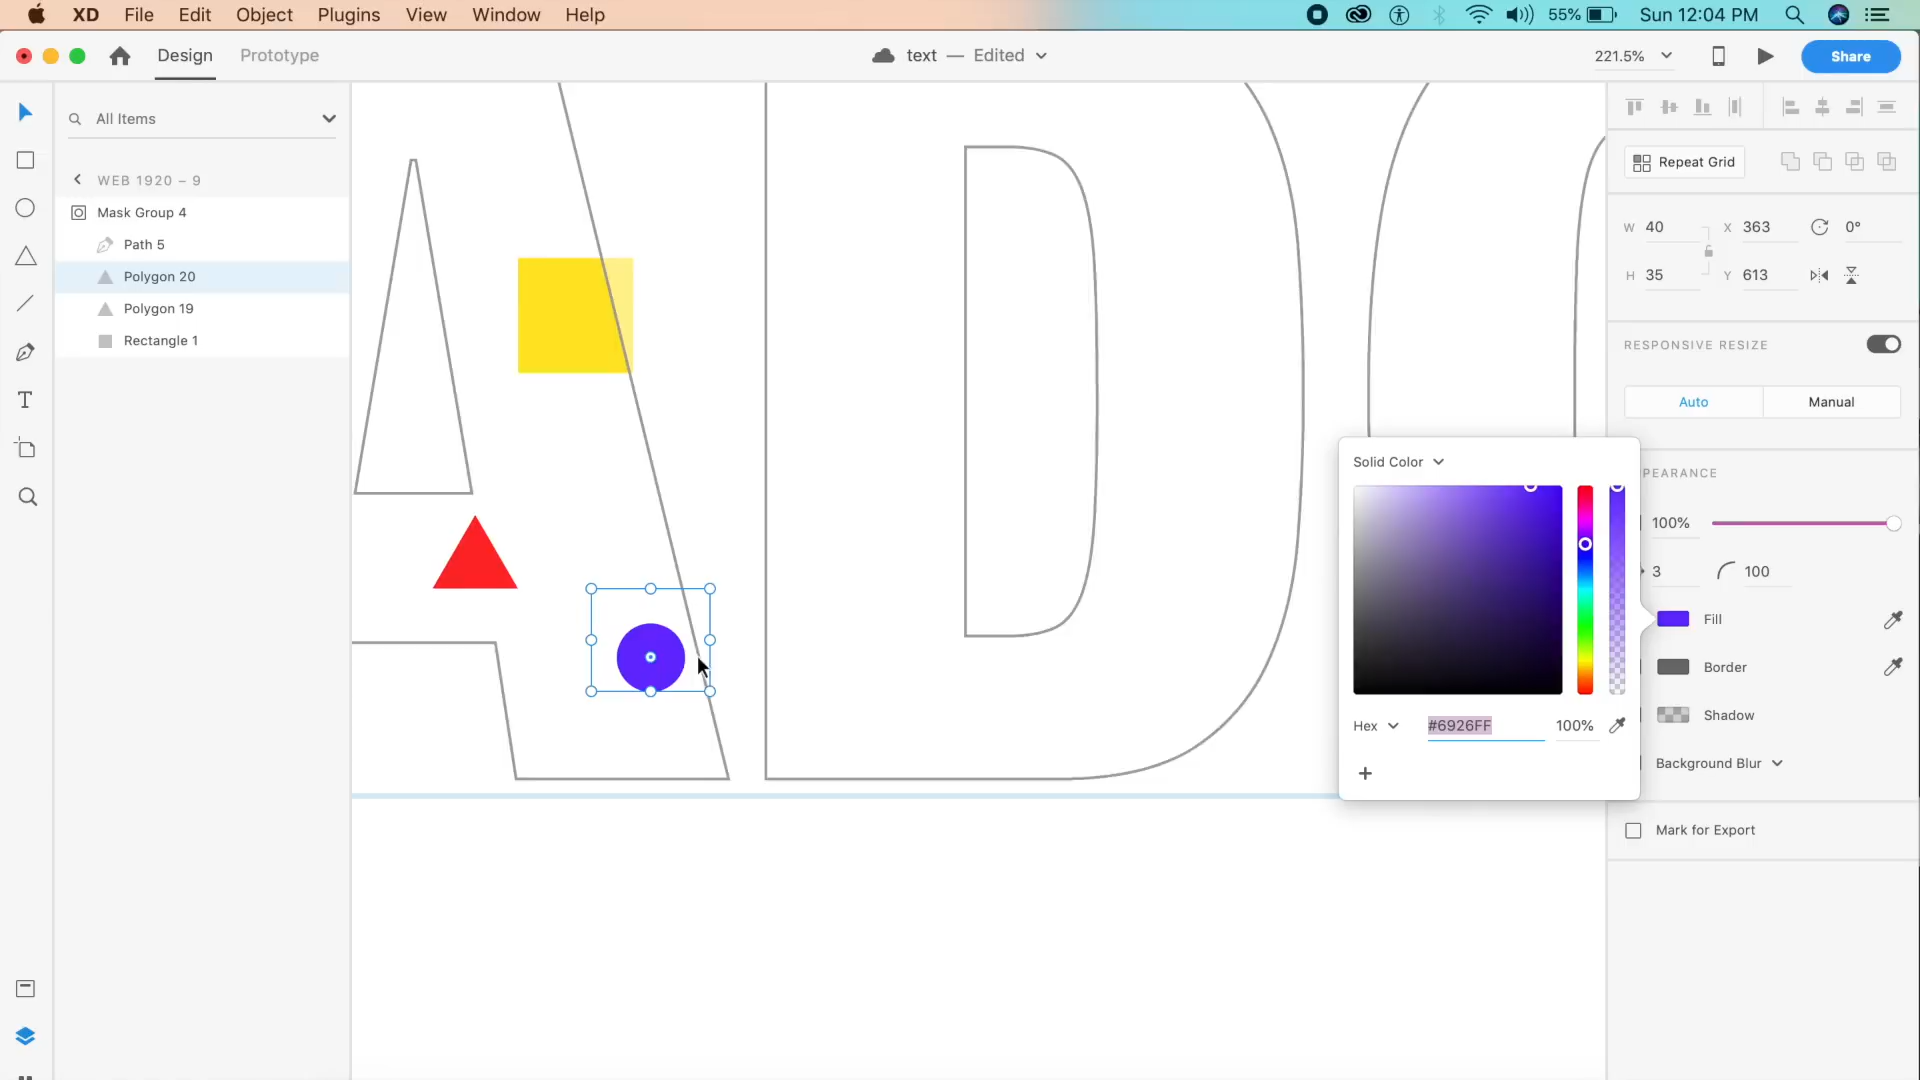 XD File Edit Object Plugins View Window Help 55% Sun 12:04 PM
Design Prototype text — Edited 221.5% Share
All Items
WEB 1920 – 9
Mask Group 4
Path 5
Polygon 20
Polygon 19
Rectangle 1
ADO
Repeat Grid
W 40 X 363 0°
H 35 Y 613
RESPONSIVE RESIZE
Auto Manual
PEARANCE
100%
3 100
Fill
Border
Shadow
Background Blur
Mark for Export
Solid Color
Hex #6926FF 100%